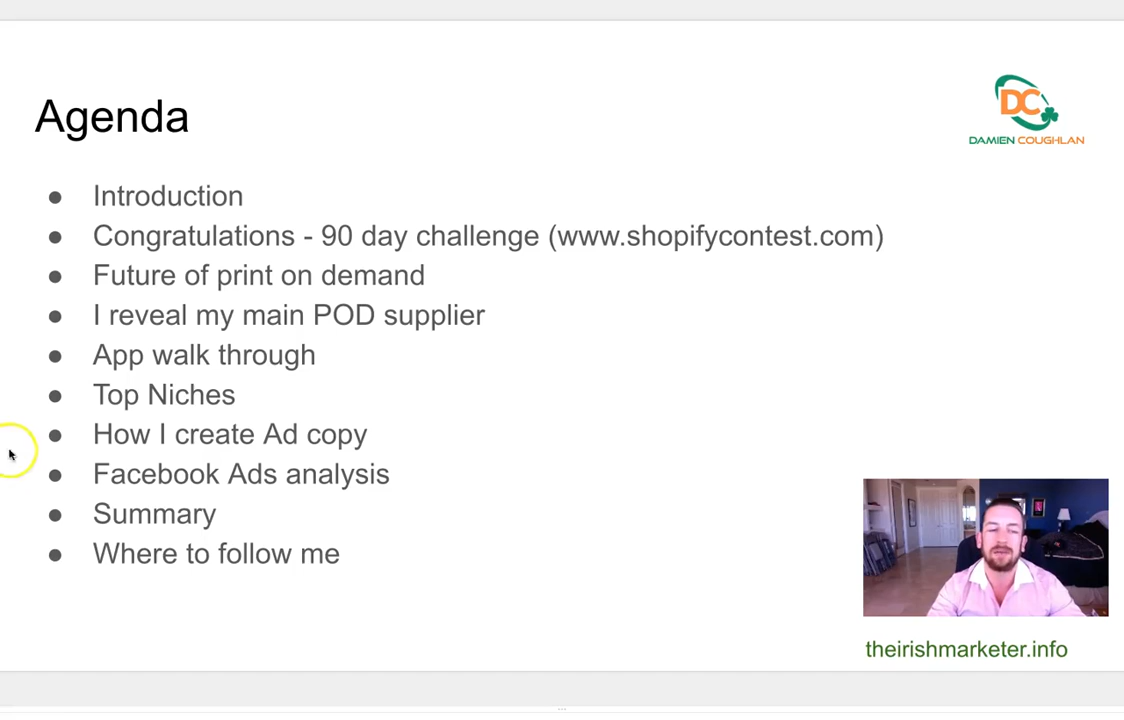 Agenda
DC
DAMIEN COUGHLAN
● Introduction
● Congratulations - 90 day challenge (www.shopifycontest.com)
● Future of print on demand
● I reveal my main POD supplier
● App walk through
● Top Niches
● How I create Ad copy
● Facebook Ads analysis
● Summary
● Where to follow me
theirishmarketer.info